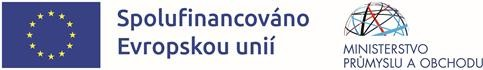 Spolufinancováno
Evropskou unií
MINISTERSTVO
PRŮMYSLU A OBCHODU